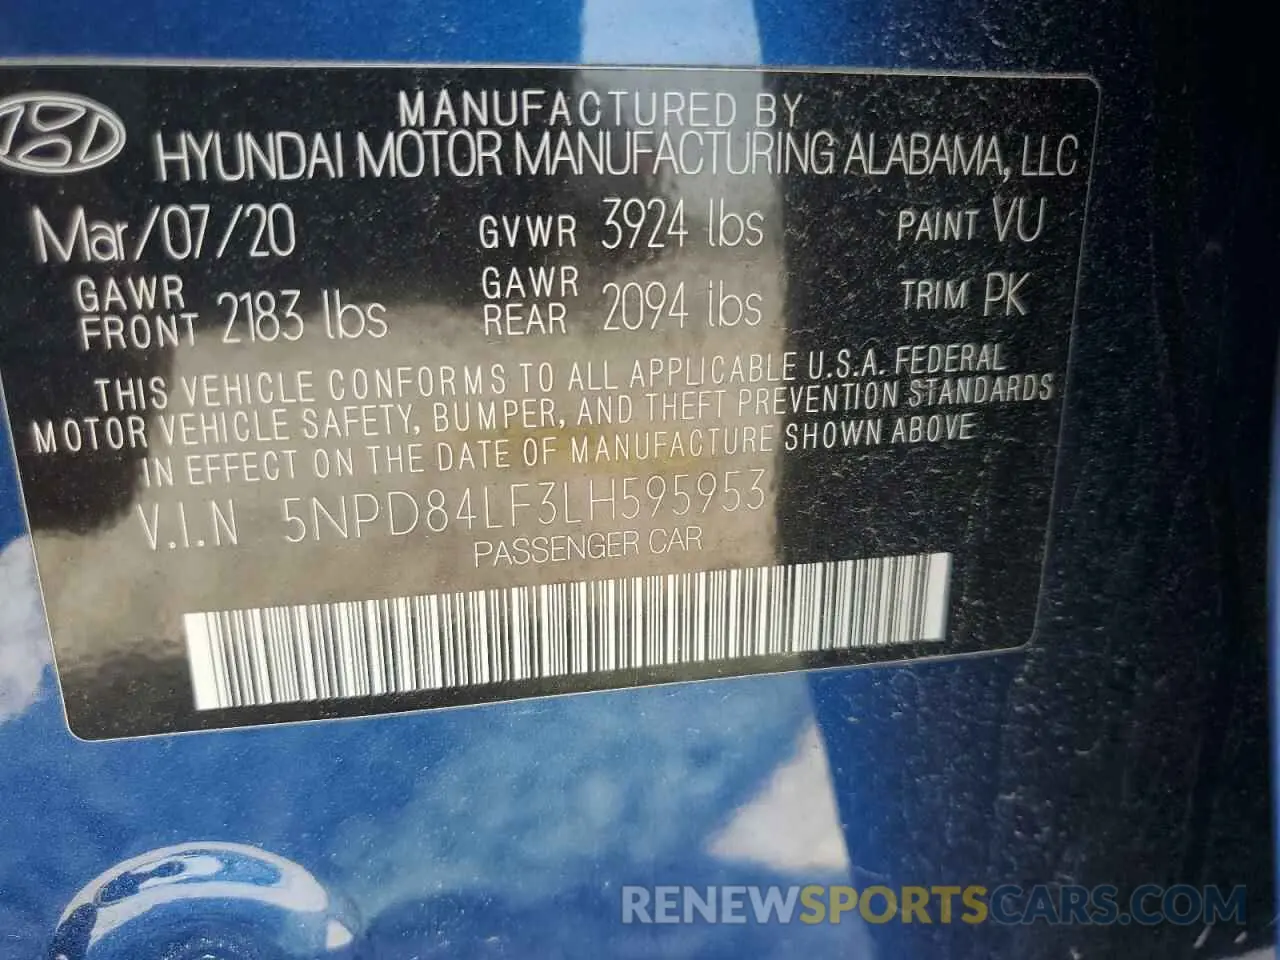 MANUFACTURED BY
HYUNDAI MOTOR MANUFACTURING ALABAMA, LLC
Mar/07/20 GVWR 3924 lbs PAINT VU
GAWR FRONT 2183 lbs GAWR REAR 2094 ibs TRIM PK
THIS VEHICLE CONFORMS TO ALL APPLICABLE U.S.A. FEDERAL
MOTOR VEHICLE SAFETY, BUMPER, AND THEFT PREVENTION STANDARDS
IN EFFECT ON THE DATE OF MANUFACTURE SHOWN ABOVE
V.I.N 5NPD84LF3LH595953
PASSENGER CAR
RENEWSPORTSCARS.COM